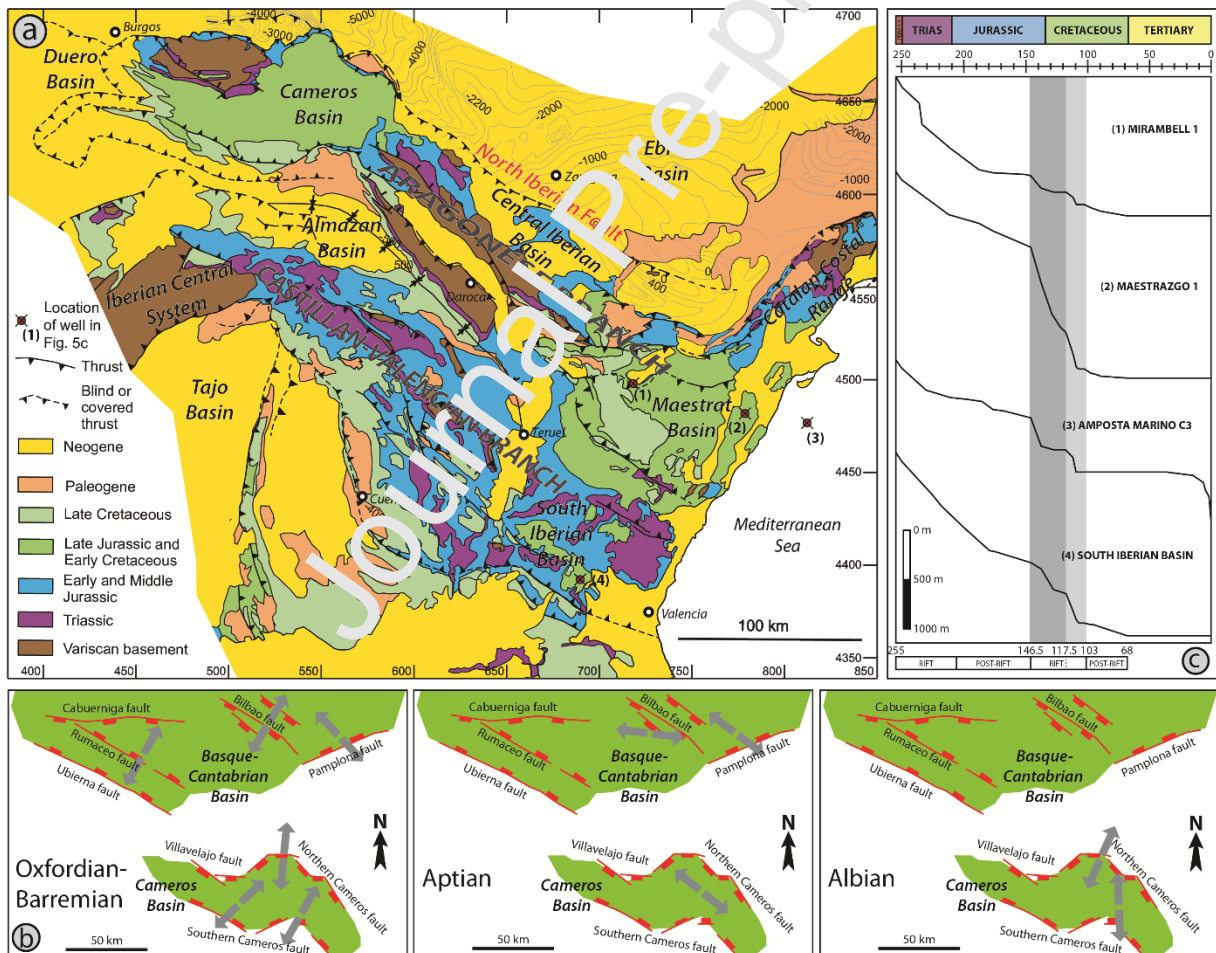 a
4700
4650
4600
4550
4500
4450
4400
4350
400
450
500
550
600
650
700
750
800
850
Burgos
-3000
-4000
-5000
-4000
-2200
-2000
-1000
-2000
-2000
-1000
0
0
400
500
Duero
Basin
Cameros
Basin
North Iberian Fault
Basin
ARAGONESE
BRANCH
Central Iberian
Basin
Almazan
Basin
Iberian Central
System
CASTILLAN-VALENCIAN BRANCH
Daroca
Catalan Costal
Range
Tajo
Basin
Maestrat
Basin
(1)
(2)
(3)
Teruel
South
Iberian
Basin
(4)
Mediterranean
Sea
Valencia
100 km
Location
of well in
(1) Fig. 5c
Thrust
Blind or
covered
thrust
Neogene
Paleogene
Late Cretaceous
Late Jurassic and
Early Cretaceous
Early and Middle
Jurassic
Triassic
Variscan basement
Journal Pre-p
TRIAS
JURASSIC
CRETACEOUS
TERTIARY
250
200
150
100
50
0
(1) MIRAMBELL 1
(2) MAESTRAZGO 1
(3) AMPOSTA MARINO C3
(4) SOUTH IBERIAN BASIN
0 m
500 m
1000 m
255
146.5
117.5
103
68
RIFT
POST-RIFT
RIFT
POST-RIFT
c
Cabuerniga fault
Bilbao fault
Rumaceo fault
Basque-
Cantabrian
Basin
Ubierna fault
Pamplona fault
N
Villavelajo fault
Northern Cameros fault
Oxfordian-
Barremian
Cameros
Basin
Southern Cameros fault
b
50 km
Cabuerniga fault
Bilbao fault
Rumaceo fault
Basque-
Cantabrian
Basin
Ubierna fault
Pamplona fault
N
Villavelajo fault
Northern Cameros fault
Aptian
Cameros
Basin
Southern Cameros fault
50 km
Cabuerniga fault
Bilbao fault
Rumaceo fault
Basque-
Cantabrian
Basin
Ubierna fault
Pamplona fault
N
Villavelajo fault
Northern Cameros fault
Albian
Cameros
Basin
Southern Cameros fault
50 km